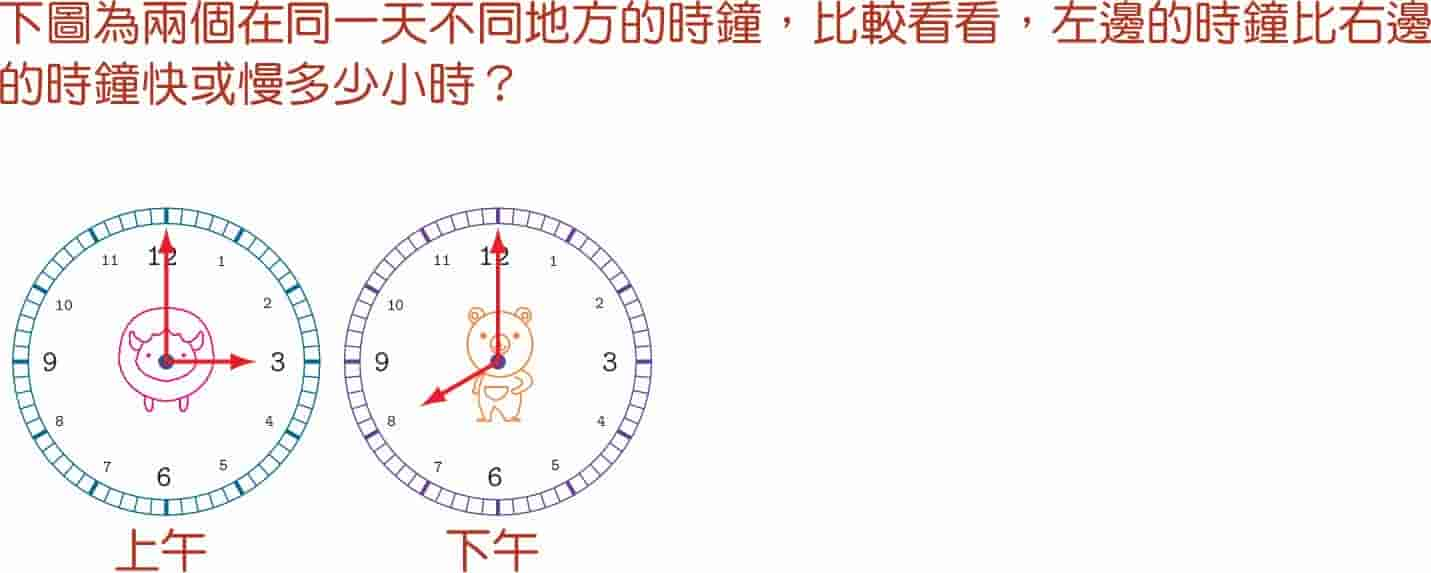 下圖為兩個在同一天不同地方的時鐘，比較看看，左邊的時鐘比右邊
的時鐘快或慢多少小時？
12 1 2 3 4 5 6 7 8 9 10 11
12 1 2 3 4 5 6 7 8 9 10 11
上午 下午